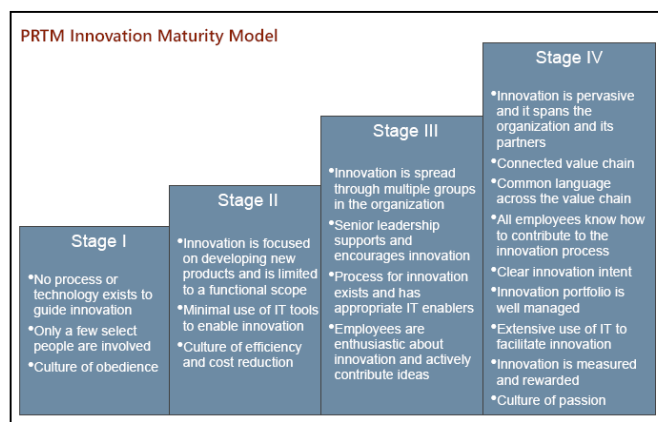 PRTM Innovation Maturity Model
Stage I
•No process or
technology exists to
guide innovation
•Only a few select
people are involved
•Culture of obedience
Stage II
•Innovation is focused
on developing new
products and is limited
to a functional scope
•Minimal use of IT tools
to enable innovation
•Culture of efficiency
and cost reduction
Stage III
•Innovation is spread
through multiple groups
in the organization
•Senior leadership
supports and
encourages innovation
•Process for innovation
exists and has
appropriate IT enablers
•Employees are
enthusiastic about
innovation and actively
contribute ideas
Stage IV
•Innovation is pervasive
and it spans the
organization and its
partners
•Connected value chain
•Common language
across the value chain
•All employees know how
to contribute to the
innovation process
•Clear innovation intent
•Innovation portfolio is
well managed
•Extensive use of IT to
facilitate innovation
•Innovation is measured
and rewarded
•Culture of passion